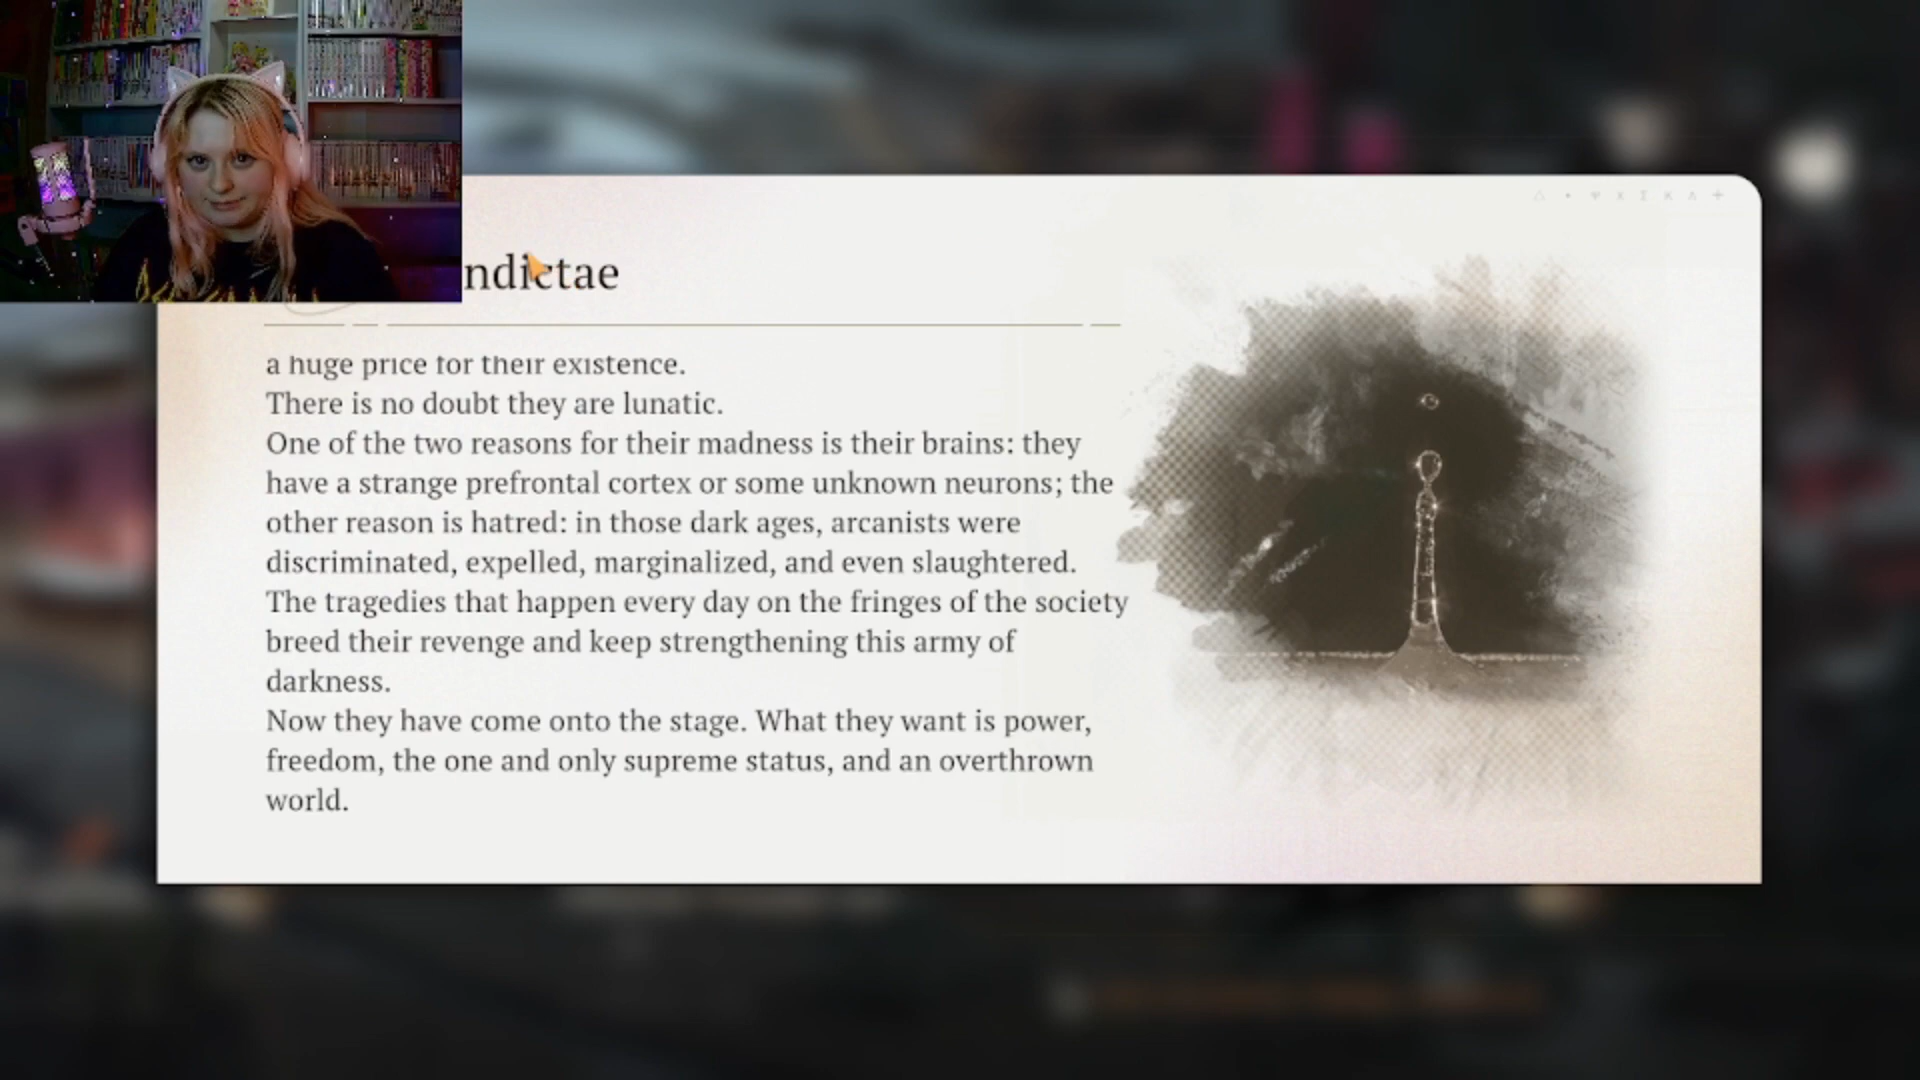 ndictae
a huge price for their existence.
There is no doubt they are lunatic.
One of the two reasons for their madness is their brains: they
have a strange prefrontal cortex or some unknown neurons; the
other reason is hatred: in those dark ages, arcanists were
discriminated, expelled, marginalized, and even slaughtered.
The tragedies that happen every day on the fringes of the society
breed their revenge and keep strengthening this army of
darkness.
Now they have come onto the stage. What they want is power,
freedom, the one and only supreme status, and an overthrown
world.